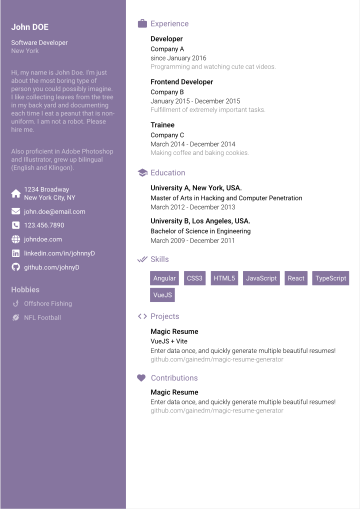 John DOE
Software Developer
New York
Hi, my name is John Doe. I'm just
about the most boring type of
person you could possibly imagine.
I like collecting leaves from the tree
in my back yard and documenting
each time I eat a peanut that is non-
uniform. I am not a robot. Please
hire me.
Also proficient in Adobe Photoshop
and Illustrator, grew up bilingual
(English and Klingon).
1234 Broadway
New York City, NY
john.doe@email.com
123.456.7890
johndoe.com
linkedin.com/in/johnnyD
github.com/johnyD
Hobbies
Offshore Fishing
NFL Football
Experience
Developer
Company A
since January 2016
Programming and watching cute cat videos.
Frontend Developer
Company B
January 2015 - December 2015
Fulfillment of extremely important tasks.
Trainee
Company C
March 2014 - December 2014
Making coffee and baking cookies.
Education
University A, New York, USA.
Master of Arts in Hacking and Computer Penetration
March 2012 - December 2013
University B, Los Angeles, USA.
Bachelor of Science in Engineering
March 2009 - December 2011
Skills
Angular CSS3 HTML5 JavaScript React TypeScript
VueJS
Projects
Magic Resume
VueJS + Vite
Enter data once, and quickly generate multiple beautiful resumes!
github.com/gainedm/magic-resume-generator
Contributions
Magic Resume
Enter data once, and quickly generate multiple beautiful resumes!
github.com/gainedm/magic-resume-generator